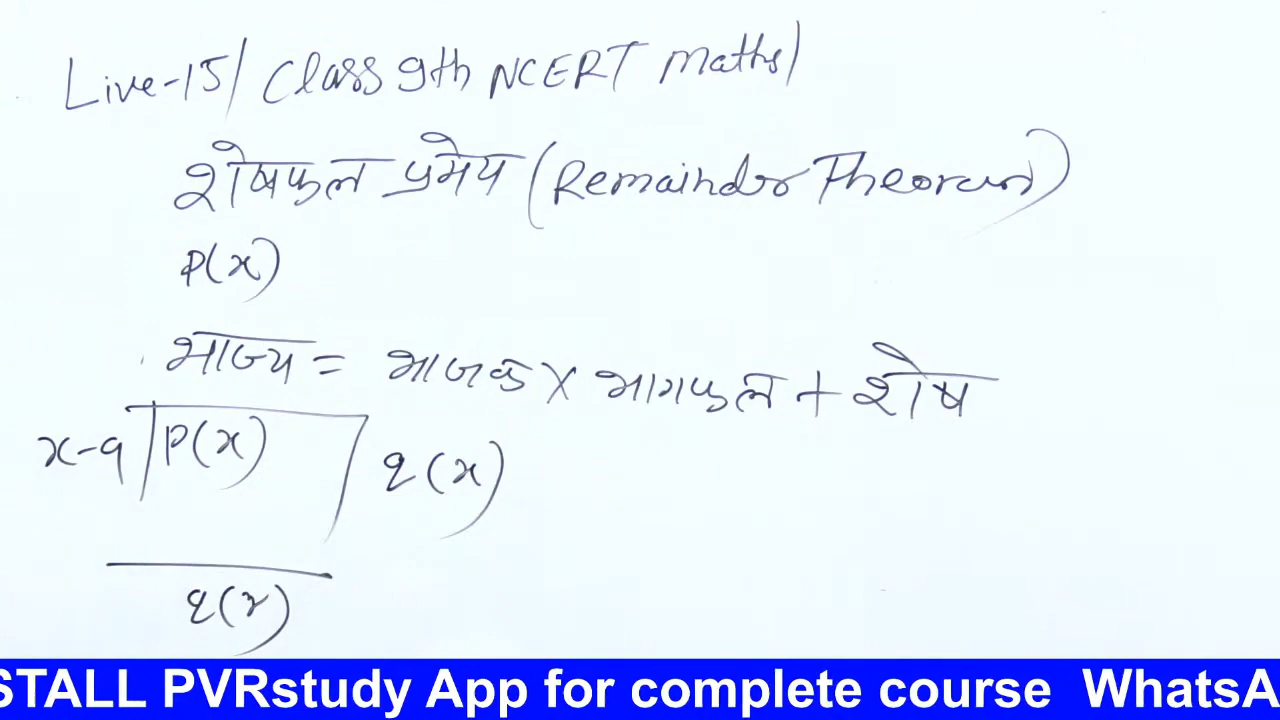 Live-15/ Class 9th NCERT Maths/
शेषफल प्रमेय (Remainder Theorem)
P(x)
भाज्य = भाजक X भागफल + शेष
x-a P(x) q(x)
q(r)
STALL PVRstudy App for complete course WhatsA